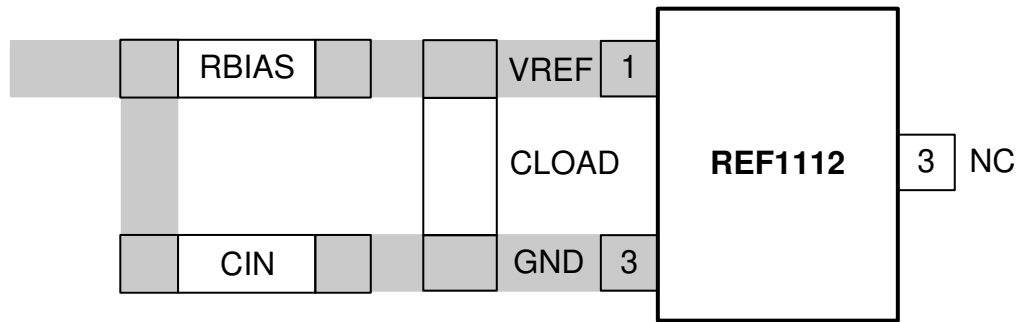 RBIAS VREF 1
CLOAD REF1112 3 NC
CIN GND 3